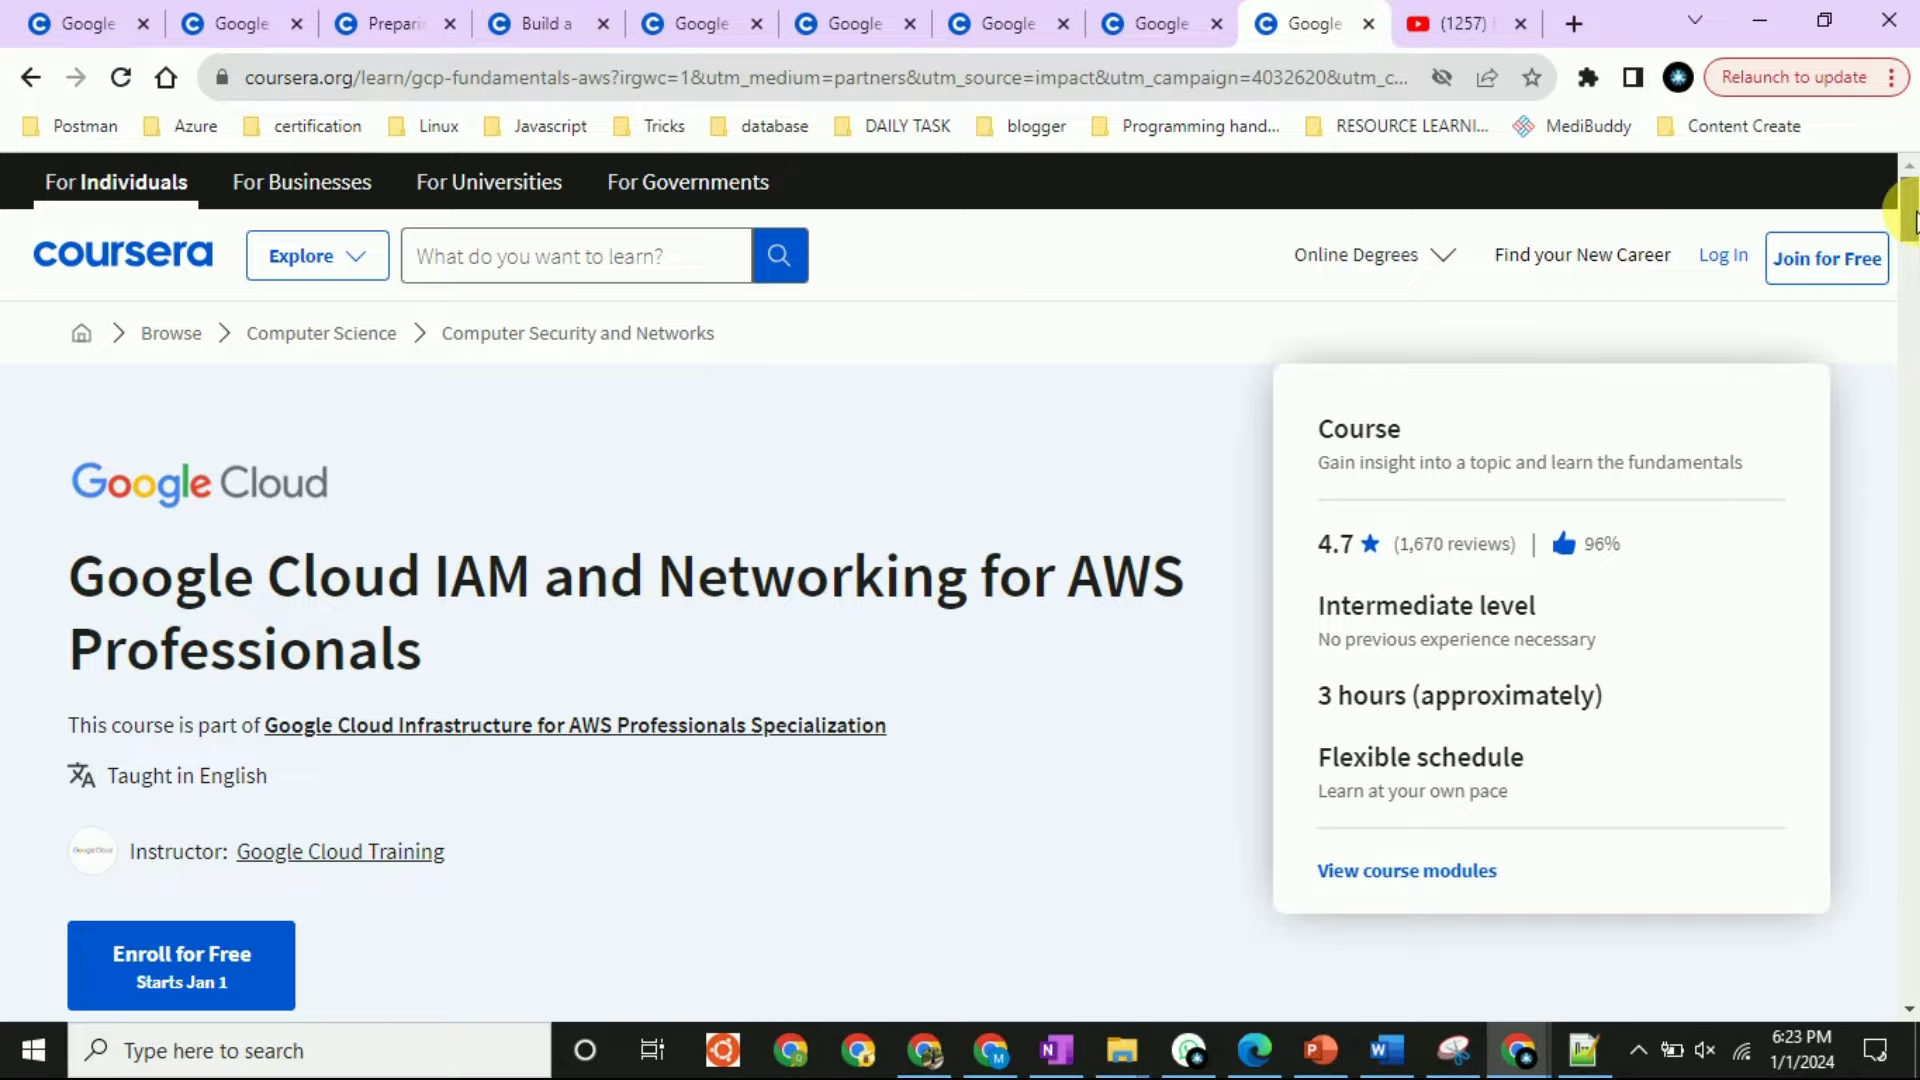 Google
Google
Prepari
Build a
Google
Google
Google
Google
Google
(1257)
coursera.org/learn/gcp-fundamentals-aws?irgwc=1&utm_medium=partners&utm_source=impact&utm_campaign=4032620&utm_c...
Relaunch to update
Postman
Azure
certification
Linux
Javascript
Tricks
database
DAILY TASK
blogger
Programming hand...
RESOURCE LEARNI...
MediBuddy
Content Create
For Individuals
For Businesses
For Universities
For Governments
coursera
Explore
What do you want to learn?
Online Degrees
Find your New Career
Log In
Join for Free
Browse
Computer Science
Computer Security and Networks
Google Cloud
Google Cloud IAM and Networking for AWS
Professionals
This course is part of Google Cloud Infrastructure for AWS Professionals Specialization
Taught in English
Google Cloud
Instructor: Google Cloud Training
Enroll for Free
Starts Jan 1
Course
Gain insight into a topic and learn the fundamentals
4.7
(1,670 reviews)
96%
Intermediate level
No previous experience necessary
3 hours (approximately)
Flexible schedule
Learn at your own pace
View course modules
Type here to search
6:23 PM
1/1/2024